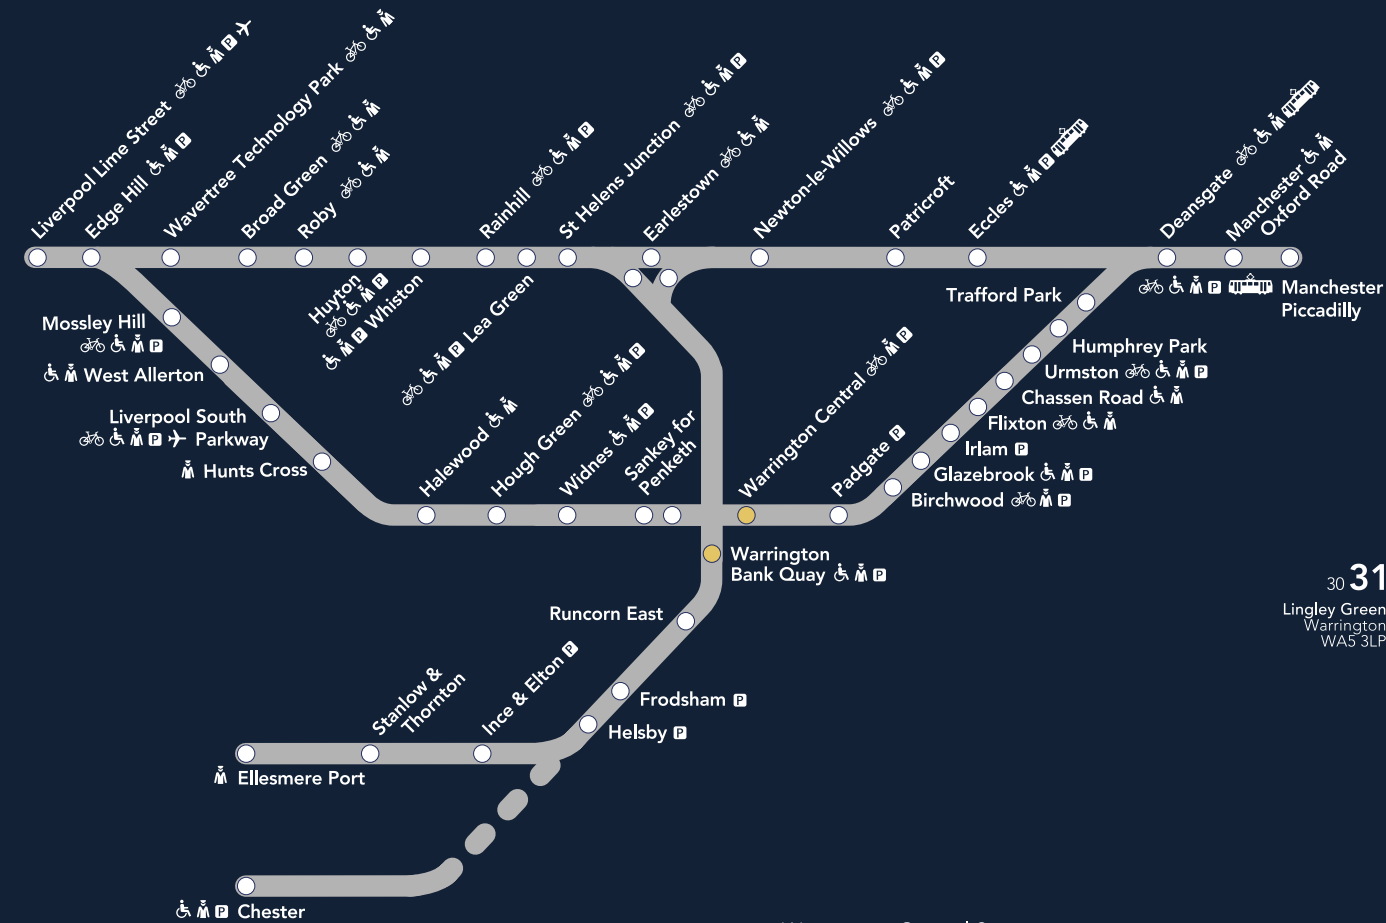 Liverpool Lime Street P
Edge Hill P
Wavertree Technology Park
Broad Green
Roby
Huyton
P
P Whiston
Rainhill P
P Lea Green
St Helens Junction P
Earlestown
Newton-le-Willows P
Patricroft
Eccles P
Deansgate
Manchester
Oxford Road
P
Manchester
Piccadilly
Mossley Hill
P
West Allerton
Liverpool South
P Parkway
Hunts Cross
Halewood
Hough Green P
Widnes P
Sankey for
Penketh
Warrington Central P
Padgate P
Trafford Park
Humphrey Park
Urmston P
Chassen Road
Flixton
Irlam P
Glazebrook P
Birchwood P
Warrington
Bank Quay P
Runcorn East
Frodsham P
Helsby P
Ince & Elton P
Stanlow &
Thornton
Ellesmere Port
P Chester
30 31
Lingley Green
Warrington
WA5 3LP